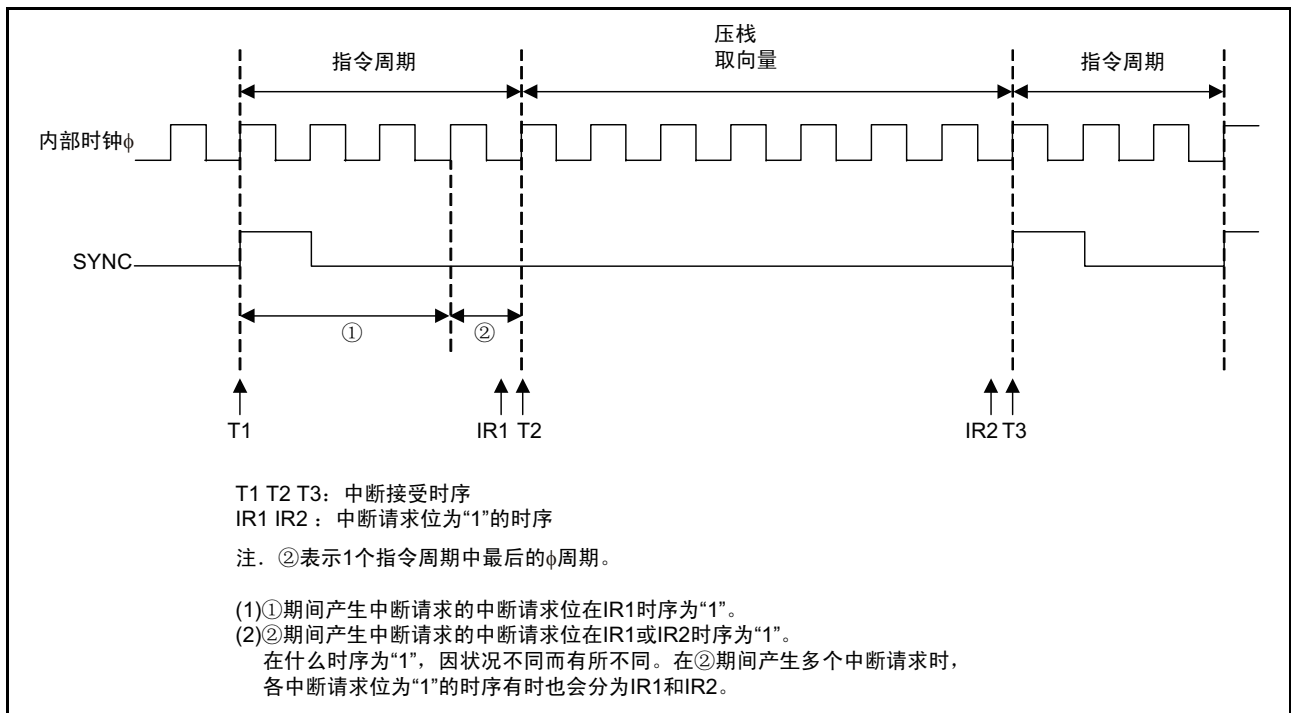 压栈
指令周期
取向量
指令周期
内部时钟ϕ
SYNC
①
②
T1
IR1 T2
IR2 T3
T1 T2 T3：中断接受时序
IR1 IR2 ：中断请求位为“1”的时序
注．②表示1个指令周期中最后的ϕ周期。
(1)①期间产生中断请求的中断请求位在IR1时序为“1”。
(2)②期间产生中断请求的中断请求位在IR1或IR2时序为“1”。
在什么时序为“1”，因状况不同而有所不同。在②期间产生多个中断请求时，
各中断请求位为“1”的时序有时也会分为IR1和IR2。